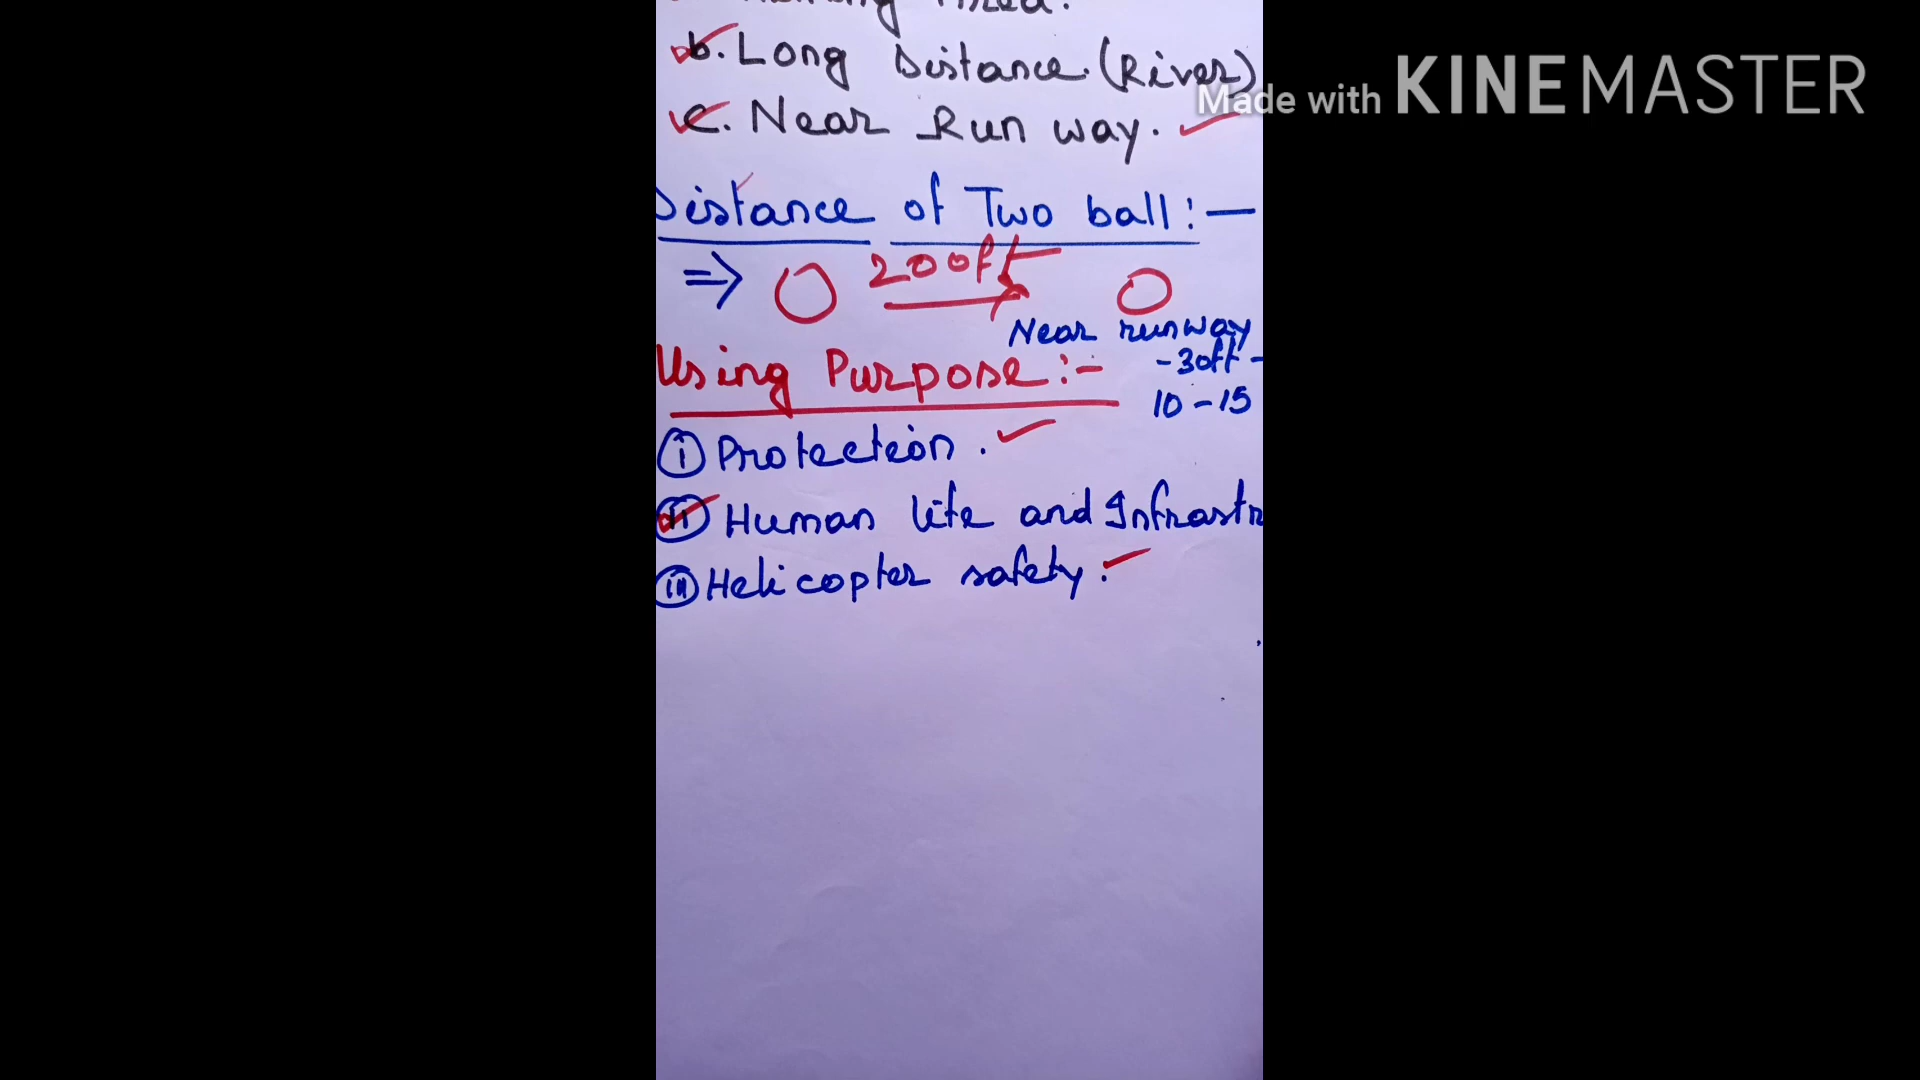 b. Long Distance. (River)
Made with KINEMASTER
c. Near Run way.
Distance of Two ball:-
=> 200ft
Near runway
-30ft-
Using Purpose:-
10-15
i Protection.
ii Human life and Infrastr
iii Helicopter safety.